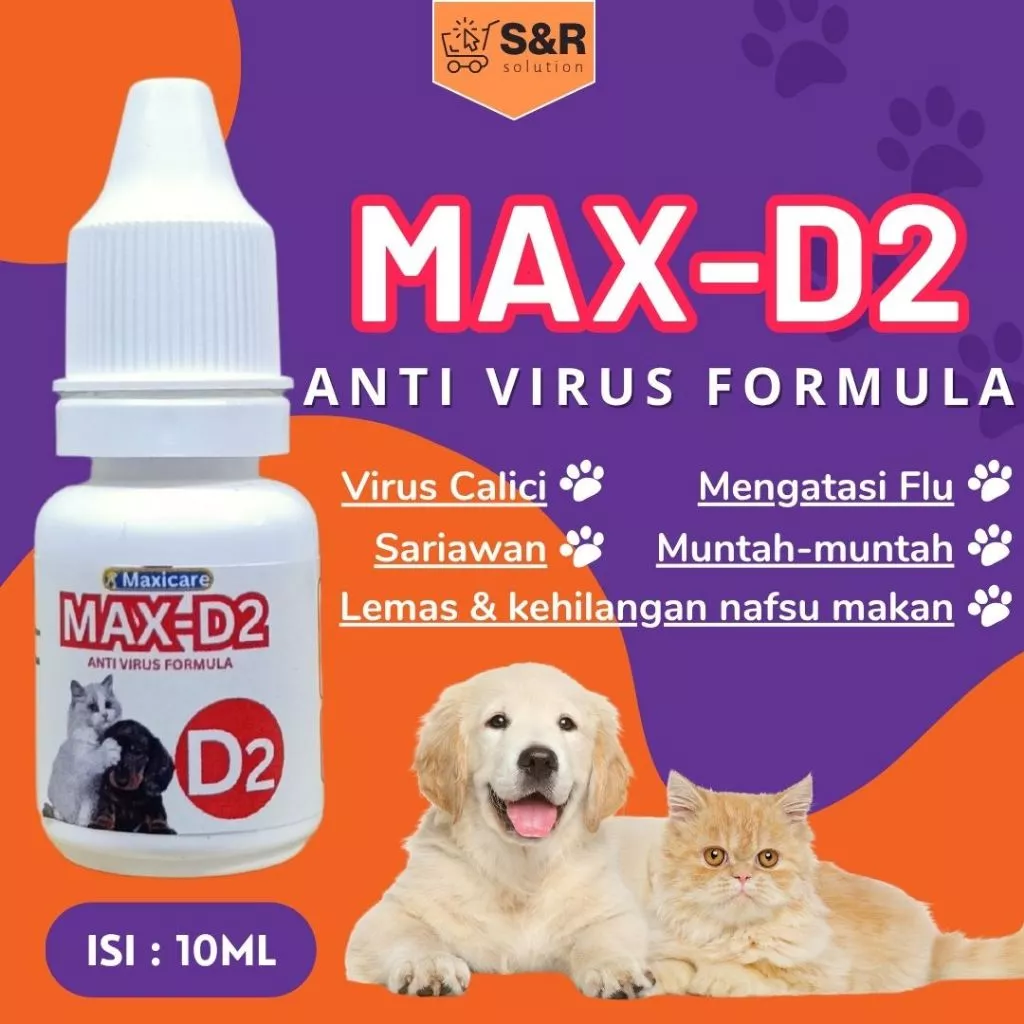 S&R
solution
MAX-D2
ANTI VIRUS FORMULA
Virus Calici
Mengatasi Flu
Sariawan
Muntah-muntah
Lemas & kehilangan nafsu makan
Maxicare
MAX-D2
ANTI VIRUS FORMULA
D2
ISI : 10ML